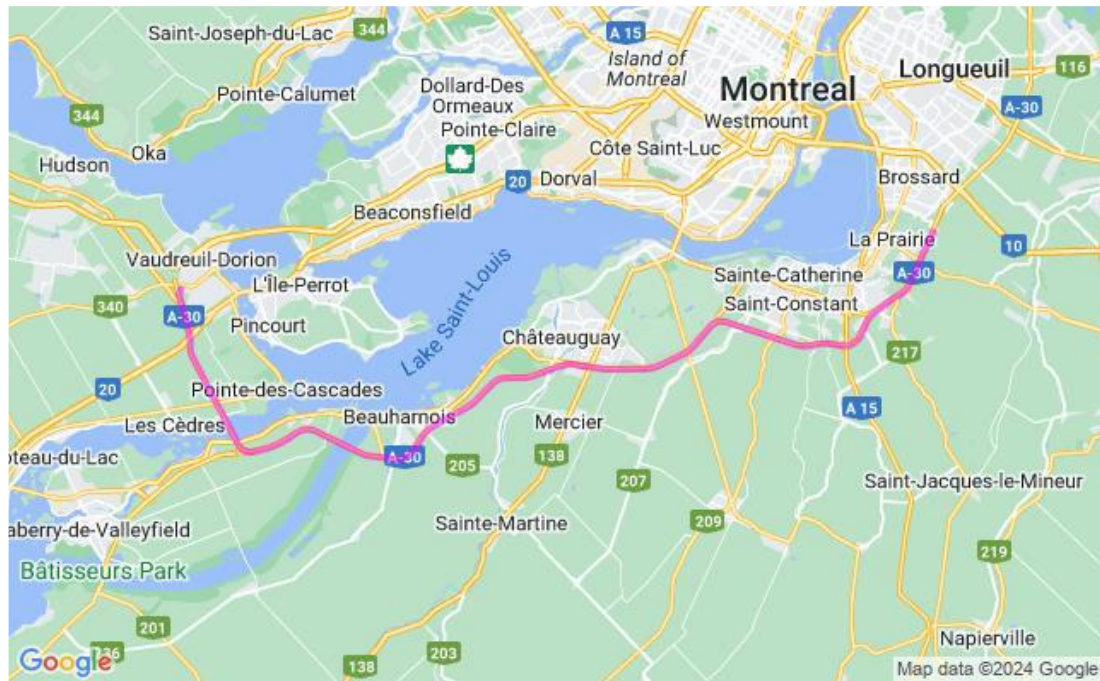 Saint-Joseph-du-Lac
344
A 15
Island of
Montreal
Longueuil
116
Pointe-Calumet
Dollard-Des
Ormeaux
Montreal
A-30
344
Pointe-Claire
Westmount
Oka
Hudson
Côte Saint-Luc
20
Dorval
Brossard
Beaconsfield
La Prairie
10
Vaudreuil-Dorion
L'Île-Perrot
Sainte-Catherine
A-30
340
A-30
Pincourt
Lake Saint-Louis
Saint-Constant
Châteauguay
217
20
Pointe-des-Cascades
A 15
Les Cèdres
Beauharnois
Mercier
oteau-du-Lac
A-30
205
138
207
Saint-Jacques-le-Mineur
aberry-de-Valleyfield
Sainte-Martine
209
219
Bâtisseurs Park
201
236
Napierville
Google
138
203
Map data ©2024 Google